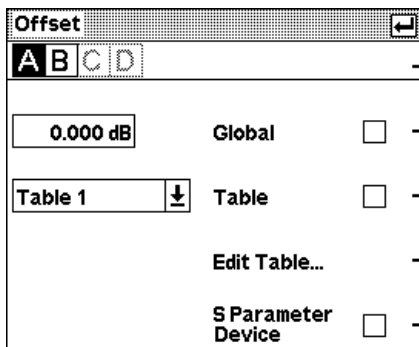 Offset
A B C D
0.000 dB Global
Table 1 Table
Edit Table...
S Parameter
Device